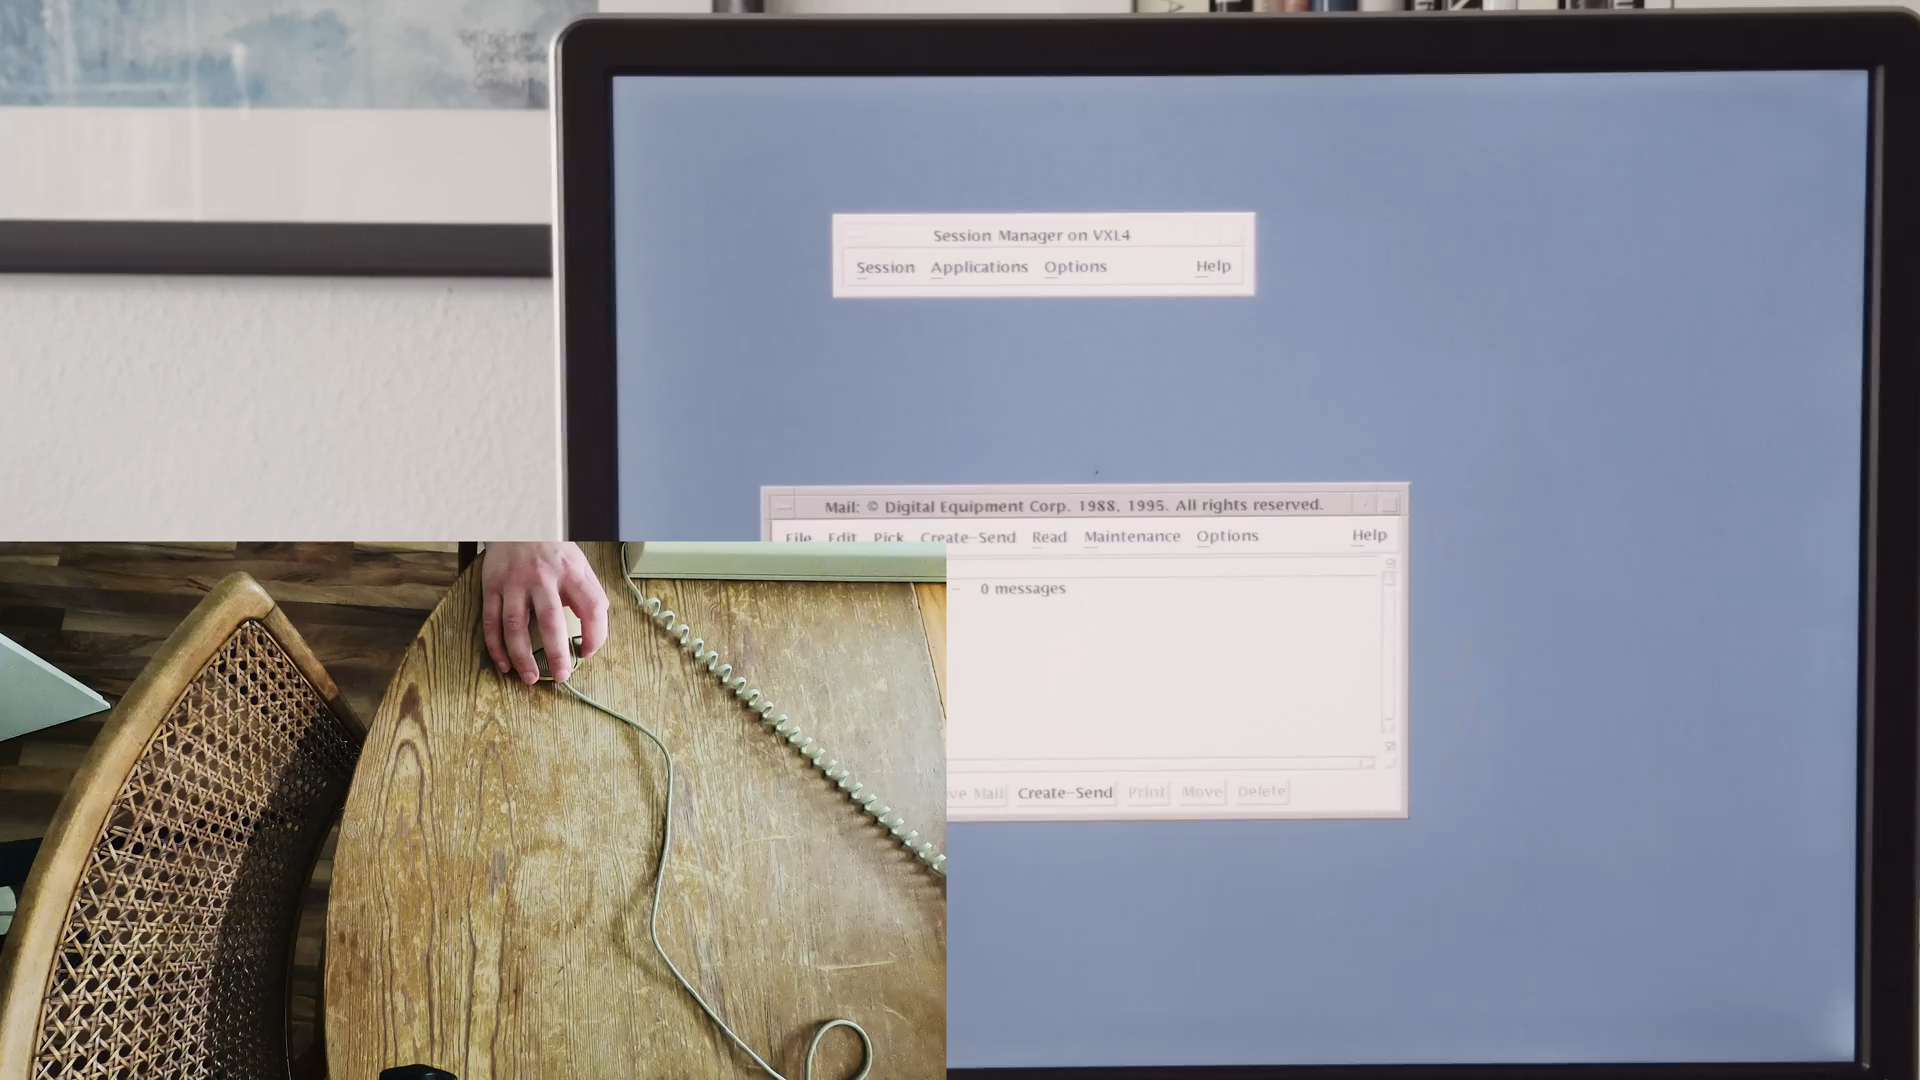 Session Manager on VXL4
Session Applications Options Help
Mail: © Digital Equipment Corp. 1988, 1995. All rights reserved.
File Edit Pick Create-Send Read Maintenance Options Help
0 messages
Mail Create-Send Print Move Delete